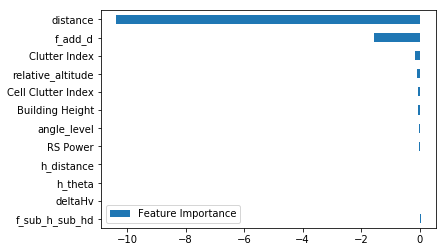 distance
f_add_d
Clutter Index
relative_altitude
Cell Clutter Index
Building Height
angle_level
RS Power
h_distance
h_theta
deltaHv
f_sub_h_sub_hd
Feature Importance
−10 −8 −6 −4 −2 0